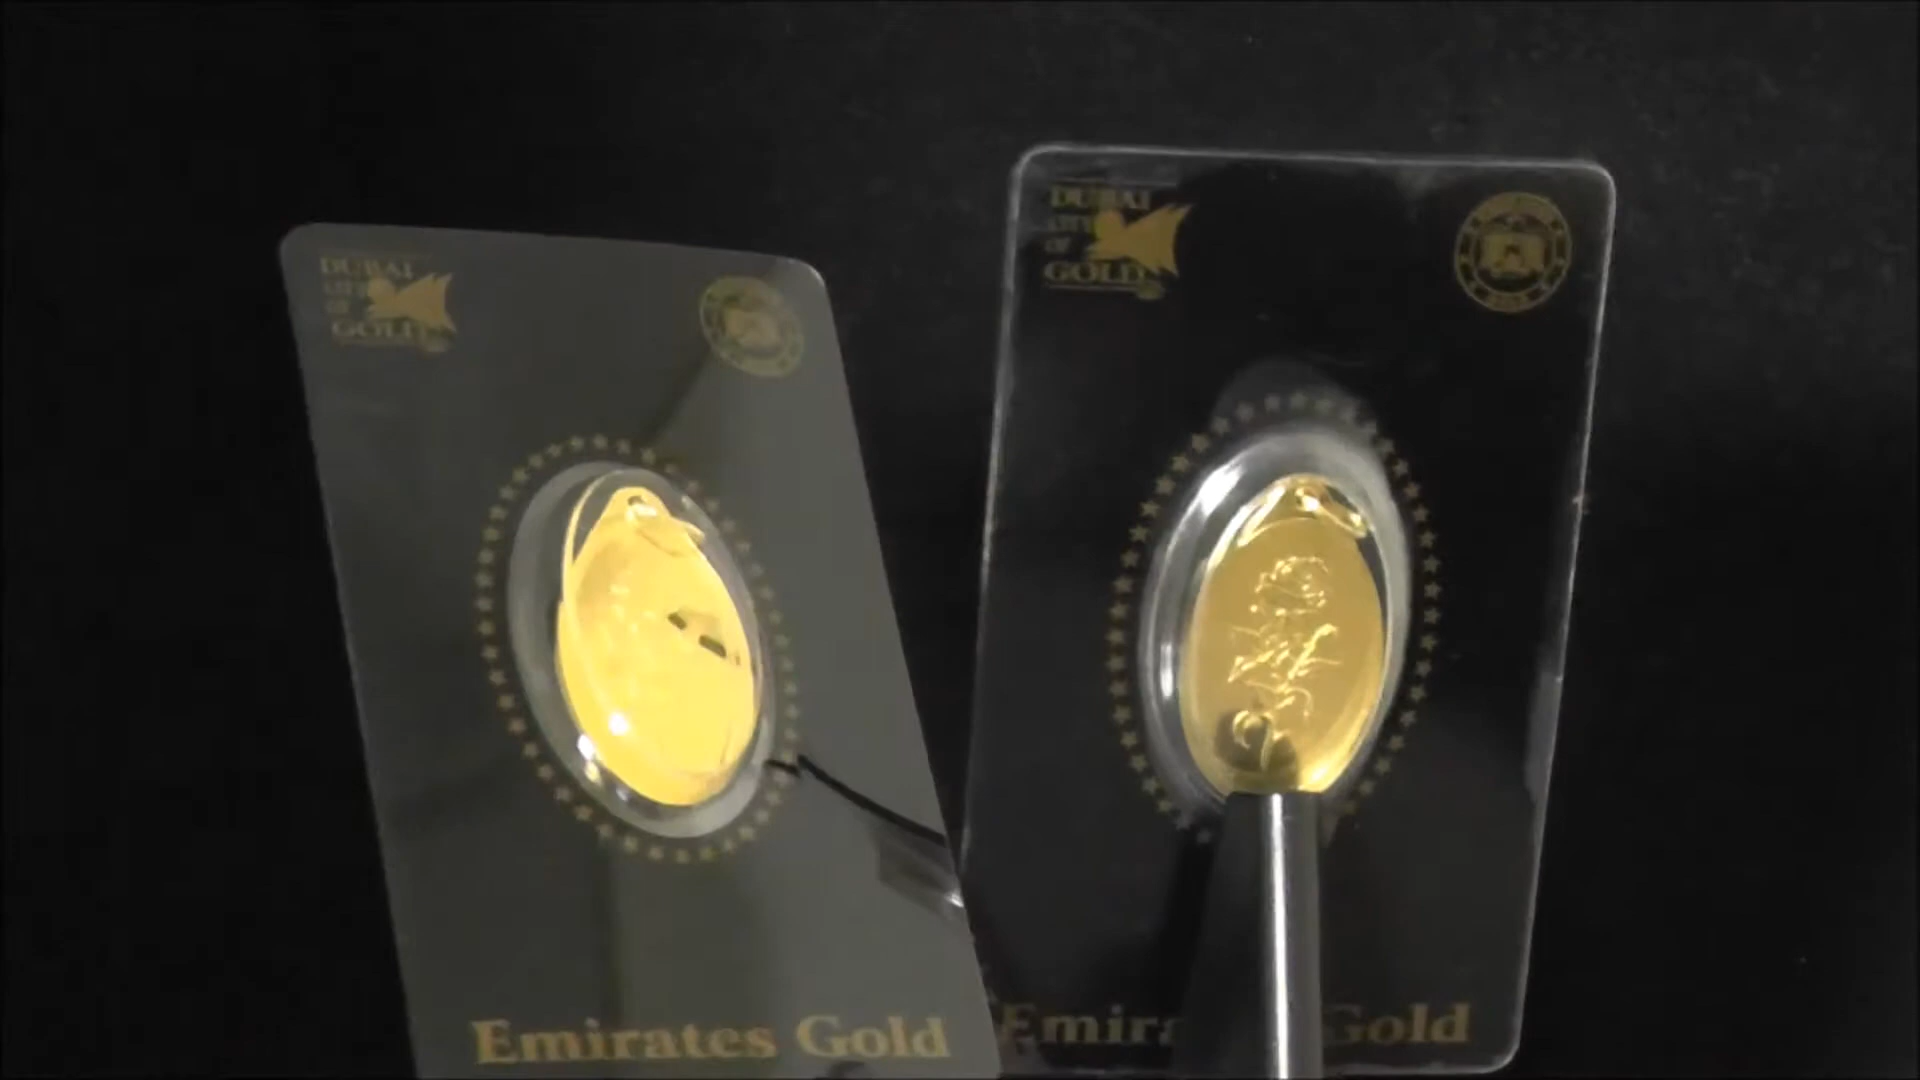 DUBAI
CITY
OF
GOLD
Emirates Gold
DUBAI
CITY
OF
GOLD
Emira Gold